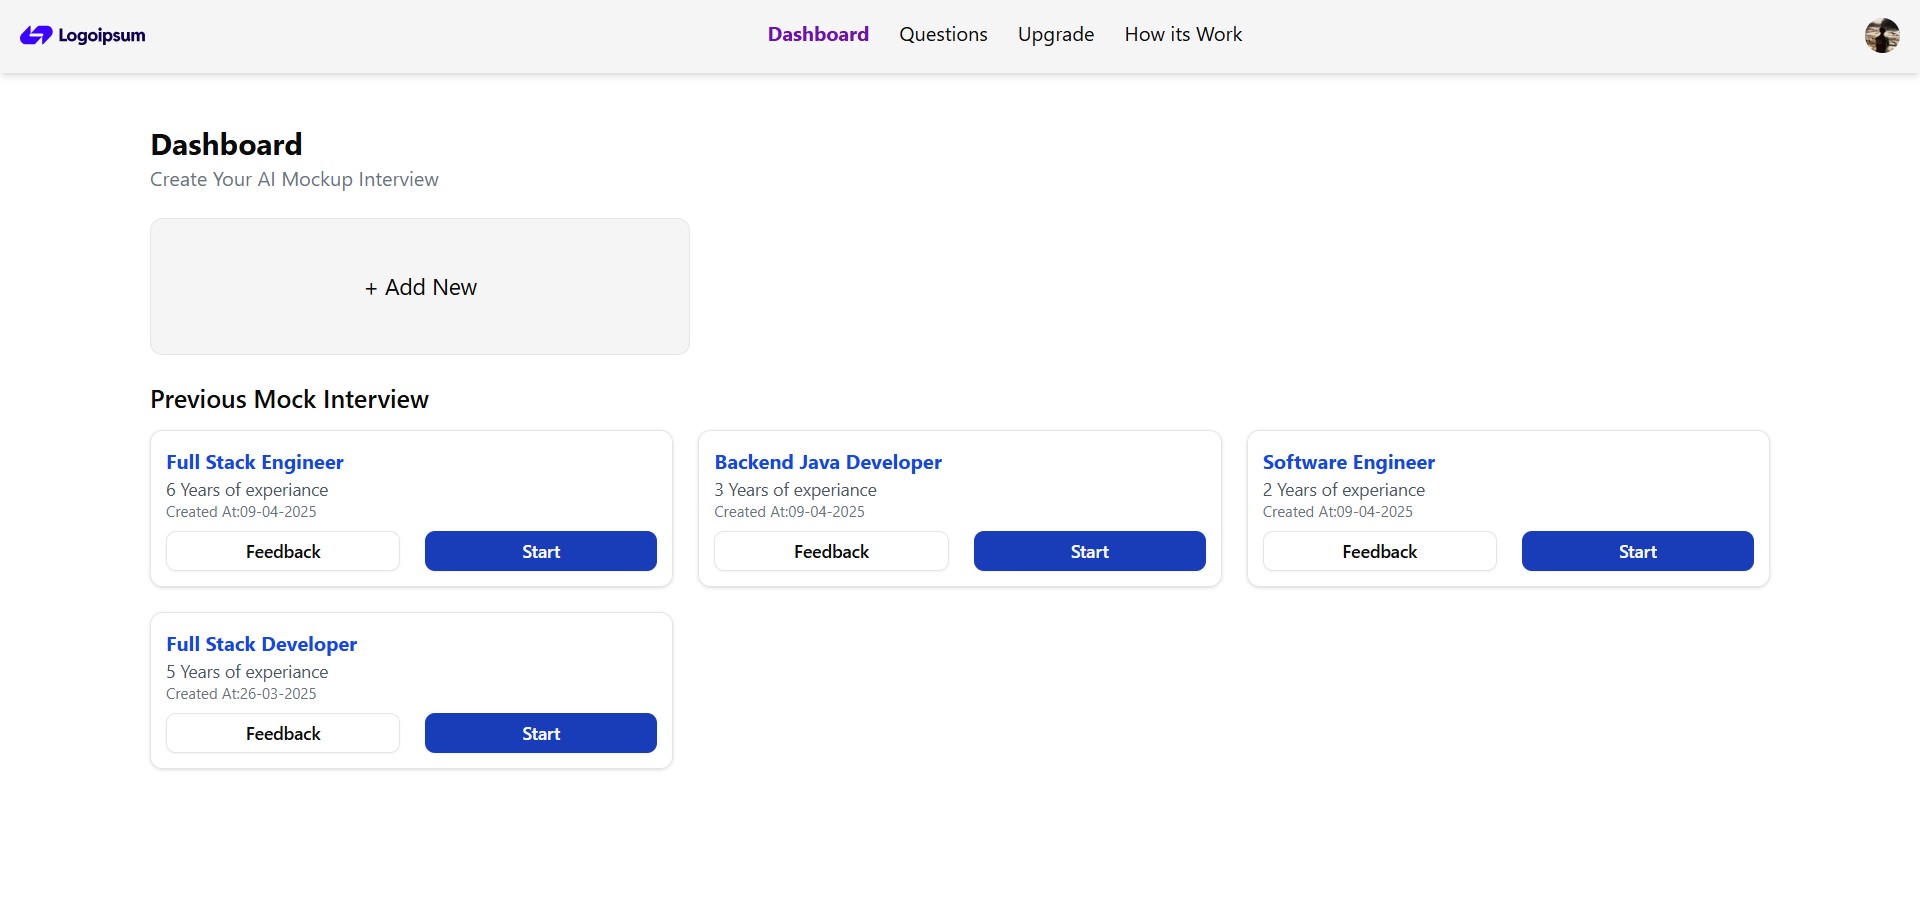 Logoipsum Dashboard Questions Upgrade How its Work
Dashboard
Create Your AI Mockup Interview
+ Add New
Previous Mock Interview
Full Stack Engineer
6 Years of experiance
Created At:09-04-2025
Feedback Start
Backend Java Developer
3 Years of experiance
Created At:09-04-2025
Feedback Start
Software Engineer
2 Years of experiance
Created At:09-04-2025
Feedback Start
Full Stack Developer
5 Years of experiance
Created At:26-03-2025
Feedback Start